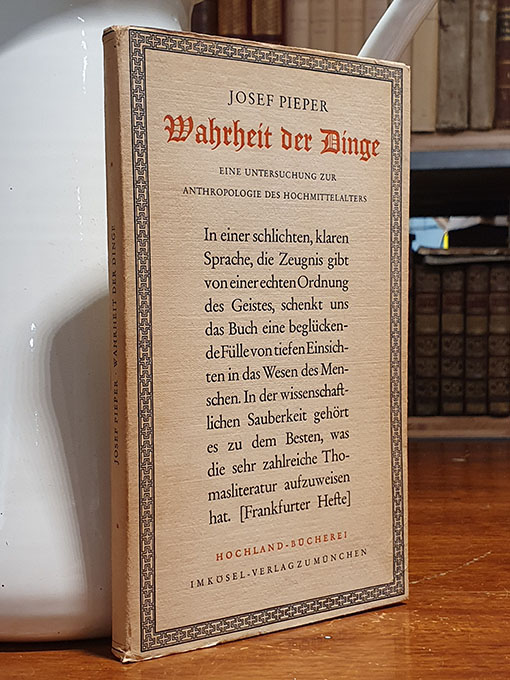 JOSEF PIEPER
Wahrheit der Dinge
EINE UNTERSUCHUNG ZUR
ANTHROPOLOGIE DES HOCHMITTELALTERS
In einer schlichten, klaren
Sprache, die Zeugnis gibt
von einer echten Ordnung
des Geistes, schenkt uns
das Buch eine beglücken-
de Fülle von tiefen Einsich-
ten in das Wesen des Men-
schen. In der wissenschaft-
lichen Sauberkeit gehört
es zu dem Besten, was
die sehr zahlreiche Tho-
masliteratur aufzuweisen
hat. [Frankfurter Hefte]
HOCHLAND-BÜCHEREI
IM KÖSEL-VERLAG ZU MÜNCHEN
JOSEF PIEPER · WAHRHEIT DER DINGE